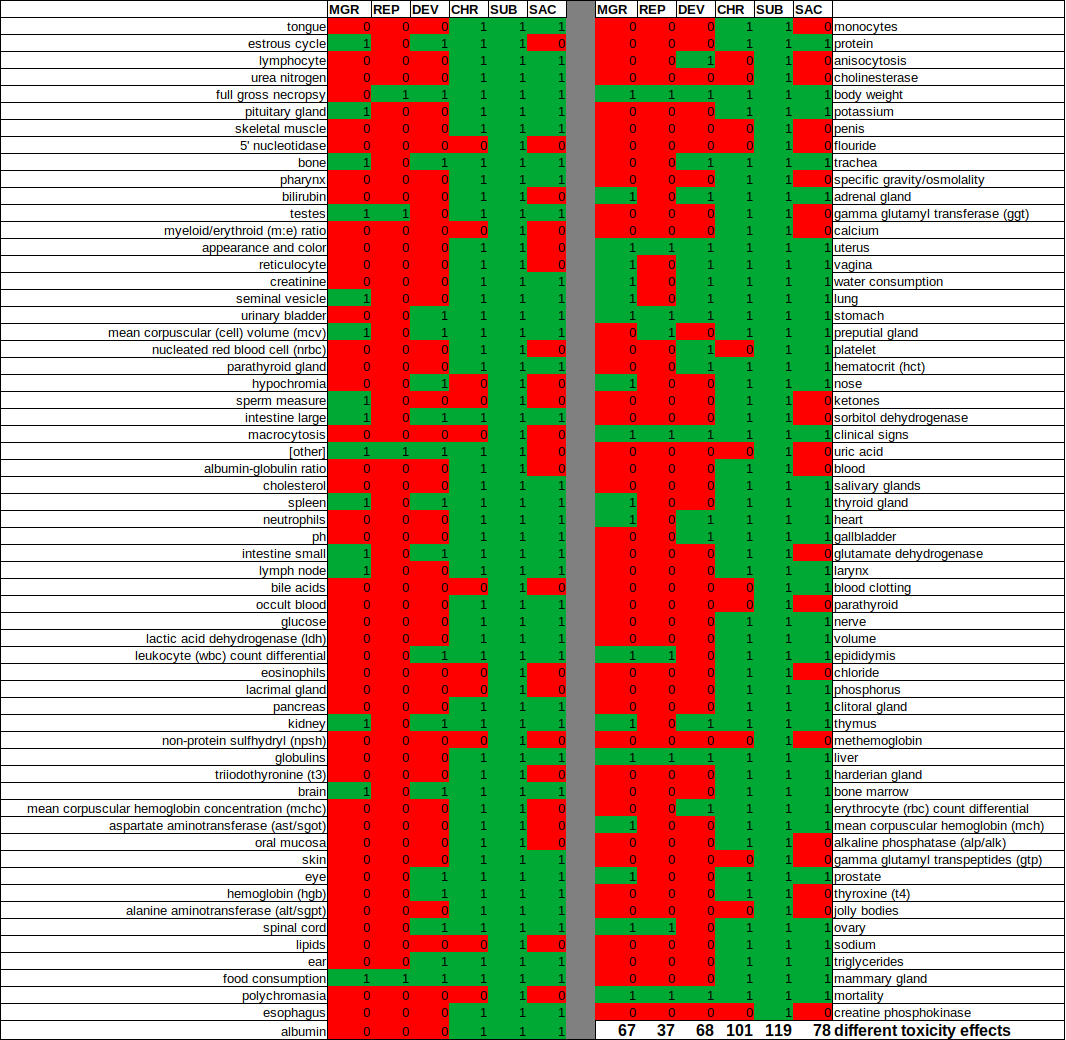 MGR REP DEV CHR SUB SAC MGR REP DEV CHR SUB SAC
tongue 0 0 0 1 1 1 0 0 0 1 1 0 monocytes
estrous cycle 1 0 1 1 1 0 0 0 0 1 1 1 protein
lymphocyte 0 0 0 1 1 1 0 0 1 0 1 0 anisocytosis
urea nitrogen 0 0 0 1 1 1 0 0 0 0 1 0 cholinesterase
full gross necropsy 0 1 1 1 1 1 1 1 1 1 1 1 body weight
pituitary gland 1 0 0 1 1 1 0 0 0 1 1 1 potassium
skeletal muscle 0 0 0 1 1 1 0 0 0 0 1 0 penis
5' nucleotidase 0 0 0 0 1 0 0 0 0 0 1 0 flouride
bone 1 0 1 1 1 1 0 0 1 1 1 1 trachea
pharynx 0 0 0 1 1 1 0 0 0 1 1 0 specific gravity/osmolality
bilirubin 0 0 0 1 1 0 1 0 1 1 1 1 adrenal gland
testes 1 1 0 1 1 1 0 0 0 1 1 0 gamma glutamyl transferase (ggt)
myeloid/erythroid (m:e) ratio 0 0 0 0 1 0 0 0 0 1 1 0 calcium
appearance and color 0 0 0 1 1 0 1 1 1 1 1 1 uterus
reticulocyte 0 0 0 1 1 0 1 0 1 1 1 1 vagina
creatinine 0 0 0 1 1 1 1 0 1 1 1 1 water consumption
seminal vesicle 1 0 0 1 1 1 1 0 1 1 1 1 lung
urinary bladder 0 0 1 1 1 1 1 1 1 1 1 1 stomach
mean corpuscular (cell) volume (mcv) 1 0 1 1 1 1 0 1 0 1 1 1 preputial gland
nucleated red blood cell (nrbc) 0 0 0 1 1 0 0 0 1 0 1 1 platelet
parathyroid gland 0 0 0 1 1 1 0 0 1 1 1 1 hematocrit (hct)
hypochromia 0 0 1 0 1 0 1 0 0 1 1 1 nose
sperm measure 1 0 0 0 1 0 0 0 0 1 1 0 ketones
intestine large 1 0 1 1 1 1 0 0 0 1 1 0 sorbitol dehydrogenase
macrocytosis 0 0 0 0 1 0 1 1 1 1 1 1 clinical signs
[other] 1 1 1 1 1 0 0 0 0 0 1 0 uric acid
albumin-globulin ratio 0 0 0 1 1 0 0 0 0 1 1 0 blood
cholesterol 0 0 0 1 1 1 0 0 0 1 1 1 salivary glands
spleen 1 0 1 1 1 1 1 0 0 1 1 1 thyroid gland
neutrophils 0 0 0 1 1 1 1 0 1 1 1 1 heart
ph 0 0 0 1 1 1 0 0 1 1 1 1 gallbladder
intestine small 1 0 1 1 1 1 0 0 0 1 1 0 glutamate dehydrogenase
lymph node 1 0 0 1 1 1 0 0 0 1 1 1 larynx
bile acids 0 0 0 0 1 0 0 0 0 0 1 1 blood clotting
occult blood 0 0 0 1 1 1 0 0 0 0 1 0 parathyroid
glucose 0 0 0 1 1 1 0 0 0 1 1 1 nerve
lactic acid dehydrogenase (ldh) 0 0 0 1 1 1 0 0 0 1 1 1 volume
leukocyte (wbc) count differential 0 0 1 1 1 1 1 1 0 1 1 1 epididymis
eosinophils 0 0 0 0 1 0 0 0 0 1 1 0 chloride
lacrimal gland 0 0 0 0 1 0 0 0 0 1 1 1 phosphorus
pancreas 0 0 0 1 1 1 0 0 0 1 1 1 clitoral gland
kidney 1 0 1 1 1 1 1 0 1 1 1 1 thymus
non-protein sulfhydryl (npsh) 0 0 0 0 1 0 0 0 0 0 1 0 methemoglobin
globulins 0 0 0 1 1 1 1 1 1 1 1 1 liver
triiodothyronine (t3) 0 0 0 1 1 0 0 0 0 1 1 1 harderian gland
brain 1 0 1 1 1 1 0 0 0 1 1 1 bone marrow
mean corpuscular hemoglobin concentration (mchc) 0 0 0 1 1 0 0 0 1 1 1 1 erythrocyte (rbc) count differential
aspartate aminotransferase (ast/sgot) 0 0 0 1 1 0 1 0 0 1 1 1 mean corpuscular hemoglobin (mch)
oral mucosa 0 0 0 1 1 0 0 0 0 1 1 0 alkaline phosphatase (alp/alk)
skin 0 0 0 1 1 1 0 0 0 0 1 0 gamma glutamyl transpeptides (gtp)
eye 0 0 1 1 1 1 1 0 0 1 1 1 prostate
hemoglobin (hgb) 0 0 1 1 1 1 0 0 0 1 1 0 thyroxine (t4)
alanine aminotransferase (alt/sgpt) 0 0 0 1 1 1 0 0 0 0 1 0 jolly bodies
spinal cord 0 0 1 1 1 1 1 1 0 1 1 1 ovary
lipids 0 0 0 0 1 0 0 0 0 1 1 1 sodium
ear 0 0 1 1 1 1 0 0 0 1 1 1 triglycerides
food consumption 1 1 1 1 1 1 0 0 0 1 1 1 mammary gland
polychromasia 0 0 0 0 1 0 1 1 1 1 1 1 mortality
esophagus 0 0 0 1 1 1 0 0 0 0 1 0 creatine phosphokinase
albumin 0 0 0 1 1 1 67 37 68 101 119 78 different toxicity effects